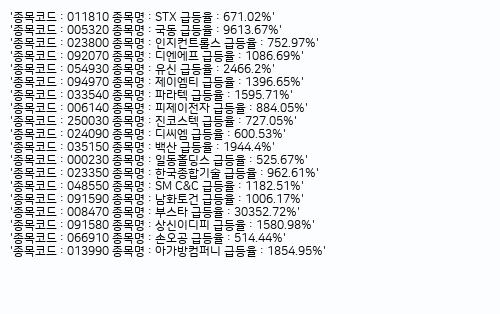 '종목코드 : 011810 종목명 : STX 급등율 : 671.02%'
'종목코드 : 005320 종목명 : 국동 급등율 : 9613.67%'
'종목코드 : 023800 종목명 : 인지컨트롤스 급등율 : 752.97%'
'종목코드 : 092070 종목명 : 디엔에프 급등율 : 1086.69%'
'종목코드 : 054930 종목명 : 유신 급등율 : 2466.2%'
'종목코드 : 094970 종목명 : 제이엠티 급등율 : 1396.65%'
'종목코드 : 033540 종목명 : 파라텍 급등율 : 1595.71%'
'종목코드 : 006140 종목명 : 피제이전자 급등율 : 884.05%'
'종목코드 : 250030 종목명 : 진코스텍 급등율 : 727.05%'
'종목코드 : 024090 종목명 : 디씨엠 급등율 : 600.53%'
'종목코드 : 035150 종목명 : 백산 급등율 : 1944.4%'
'종목코드 : 000230 종목명 : 일동홀딩스 급등율 : 525.67%'
'종목코드 : 023350 종목명 : 한국종합기술 급등율 : 962.61%'
'종목코드 : 048550 종목명 : SM C&C 급등율 : 1182.51%'
'종목코드 : 091590 종목명 : 남화토건 급등율 : 1006.17%'
'종목코드 : 008470 종목명 : 부스타 급등율 : 30352.72%'
'종목코드 : 091580 종목명 : 상신이디피 급등율 : 1580.98%'
'종목코드 : 066910 종목명 : 손오공 급등율 : 514.44%'
'종목코드 : 013990 종목명 : 아가방컴퍼니 급등율 : 1854.95%'